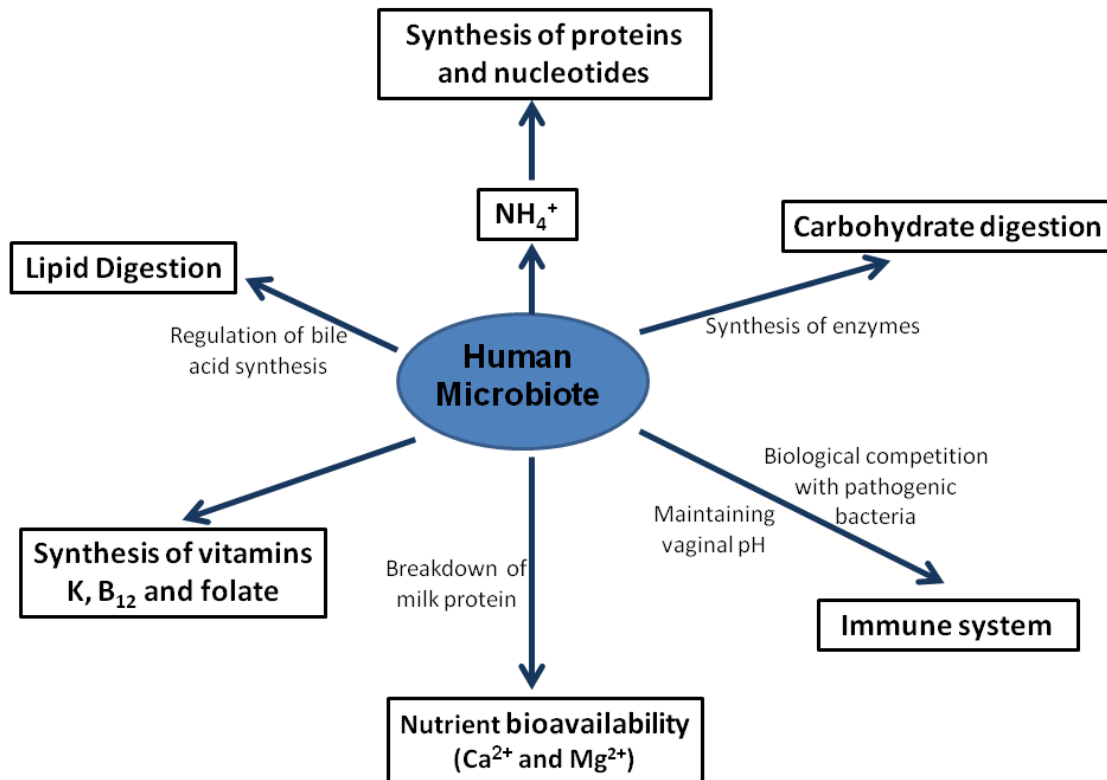 Synthesis of proteins
and nucleotides
NH₄⁺
Carbohydrate digestion
Lipid Digestion
Synthesis of enzymes
Regulation of bile
acid synthesis
Human
Microbiote
Biological competition
with pathogenic
bacteria
Maintaining
vaginal pH
Synthesis of vitamins
K, B₁₂ and folate
Breakdown of
milk protein
Immune system
Nutrient bioavailability
(Ca²⁺ and Mg²⁺)